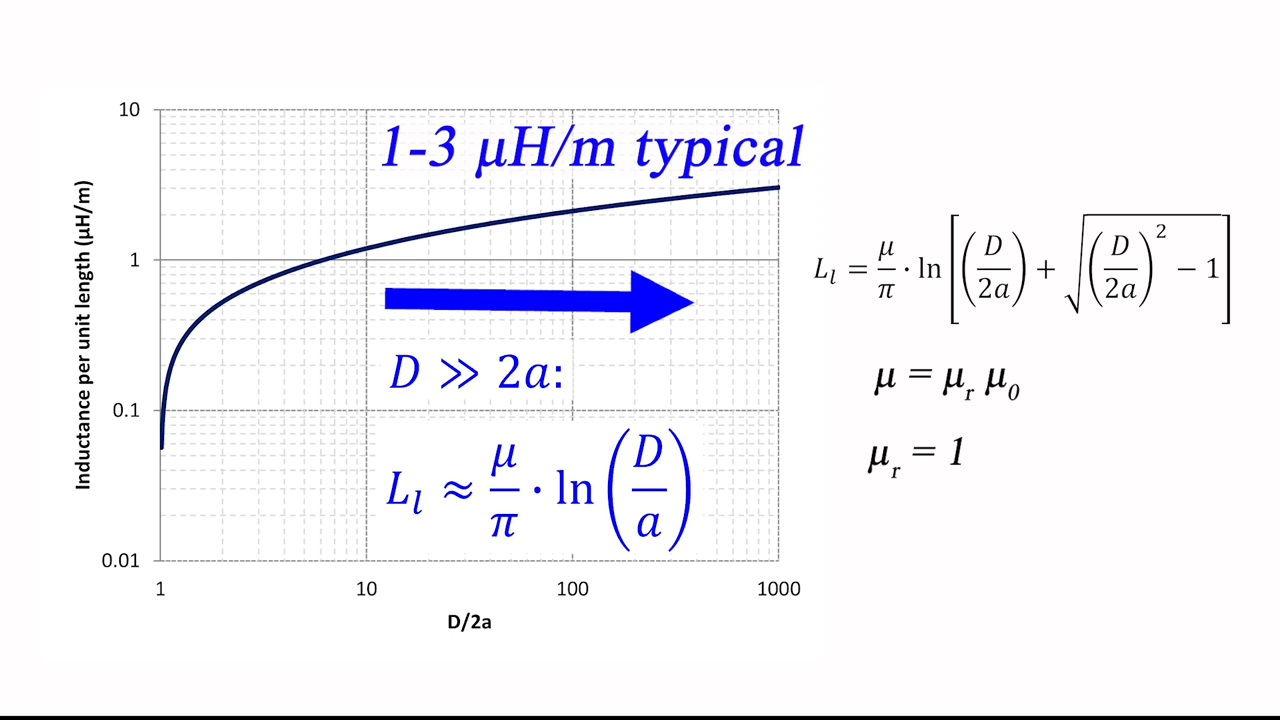 10
1
0.1
0.01
1 10 100 1000
D/2a
Inductance per unit length (µH/m)
1-3 µH/m typical
D ≫ 2a:
L_l ≈ μ/π · ln(D/a)
L_l = μ/π · ln[(D/2a) + √((D/2a)² − 1)]
μ = μ_r μ_0
μ_r = 1